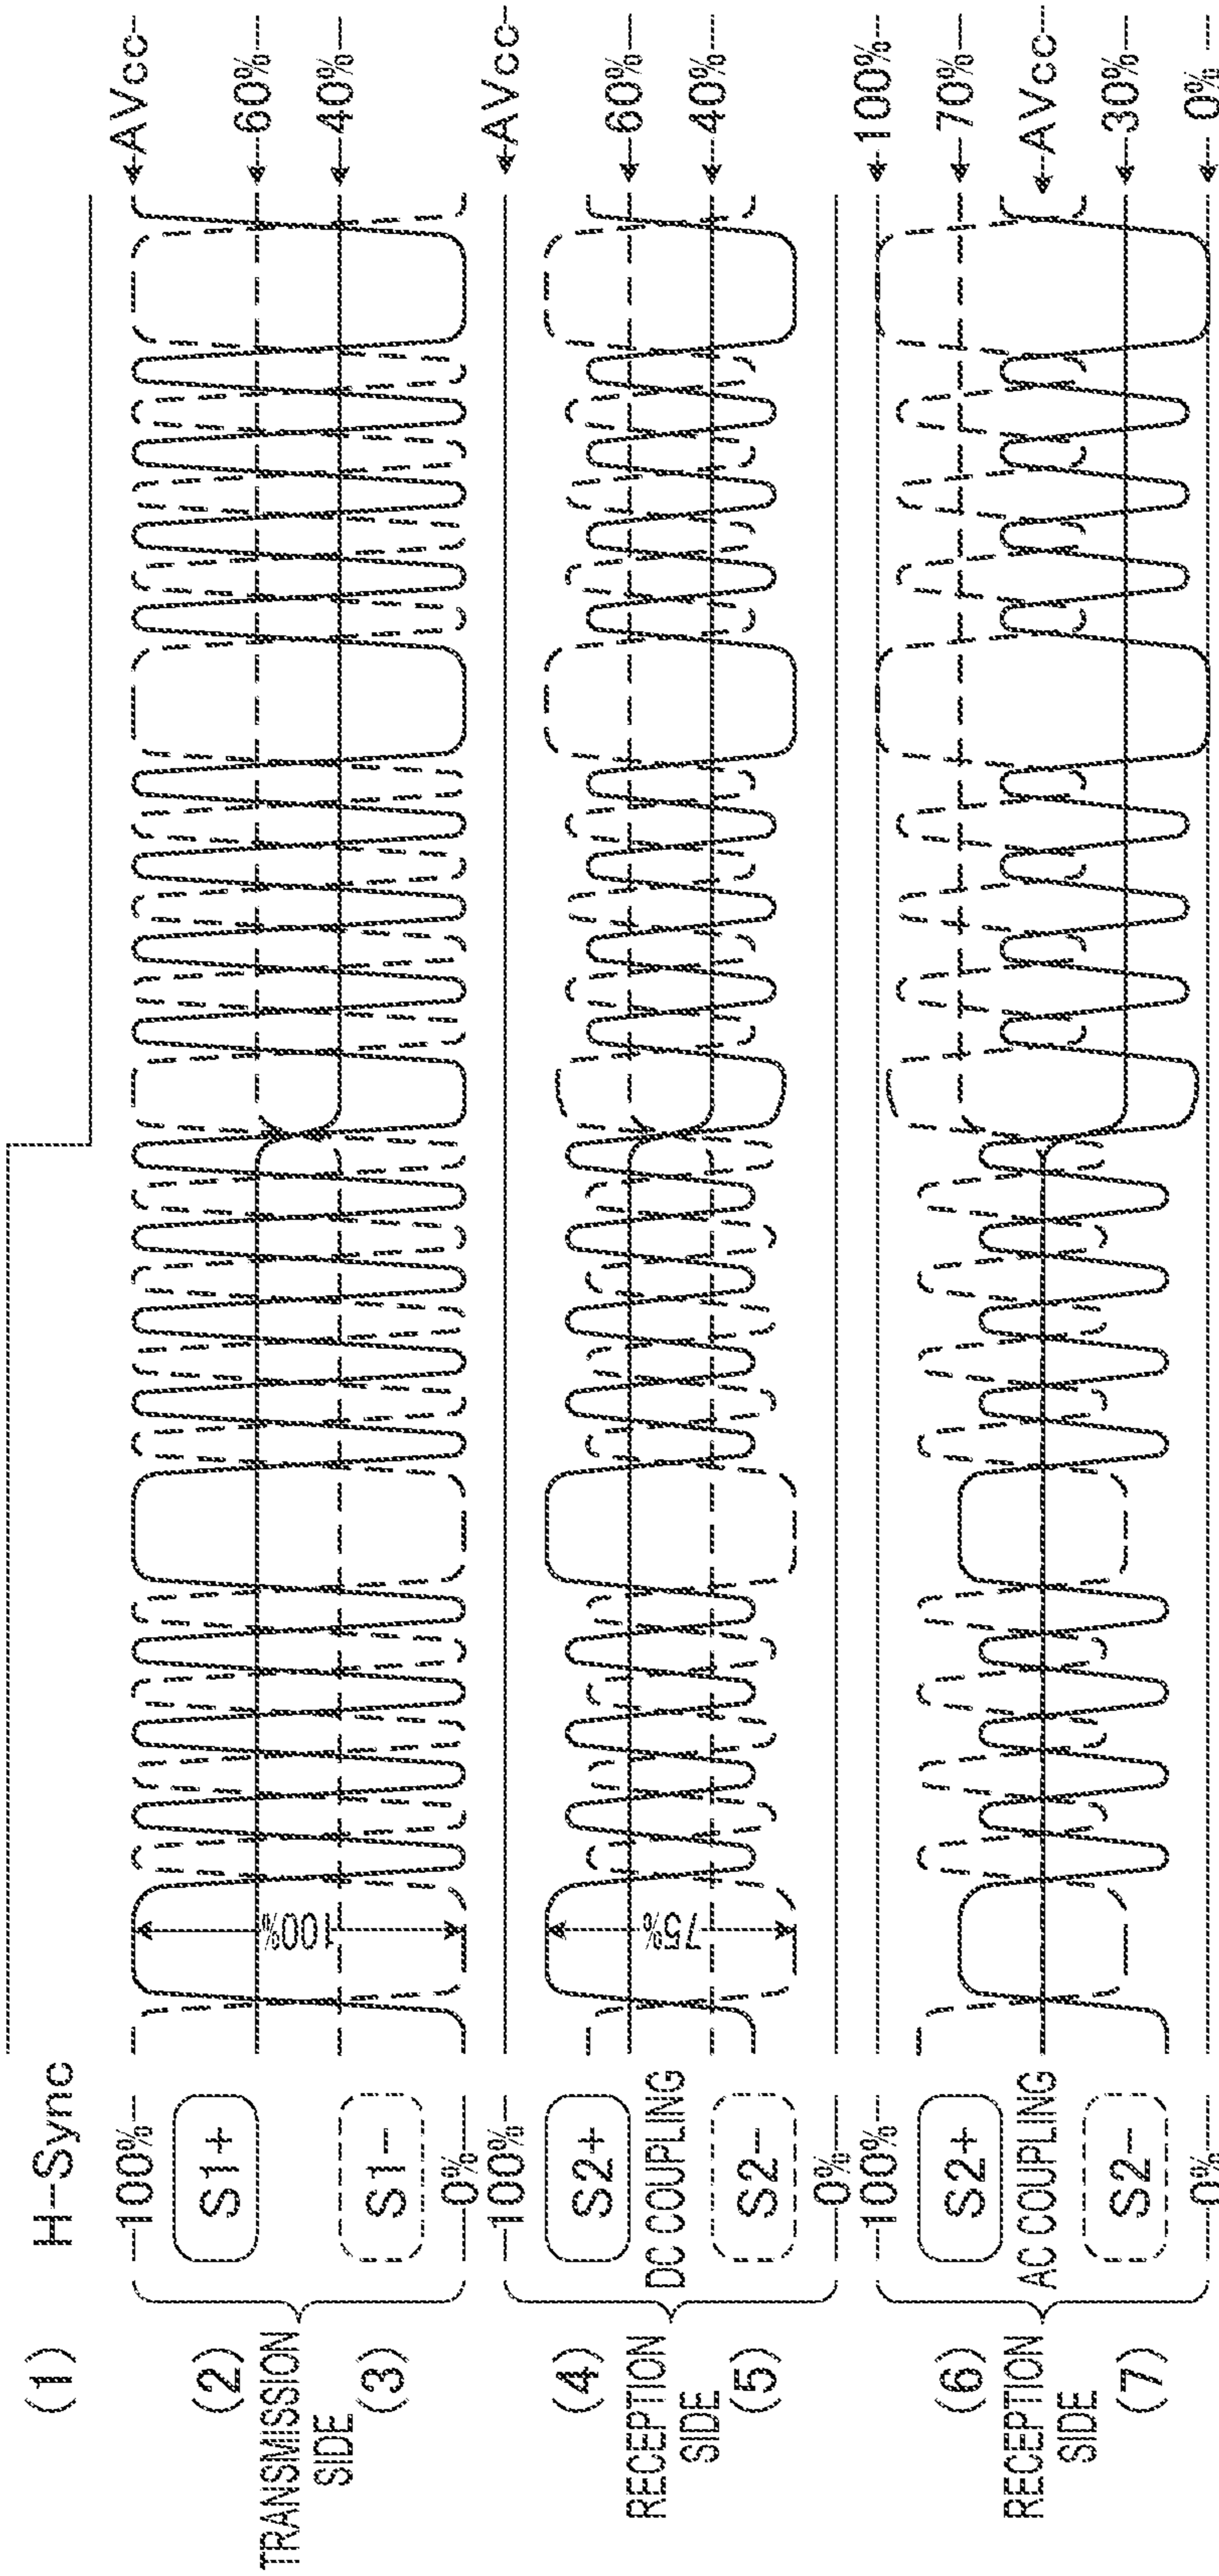 (1)
H-Sync
(2)
TRANSMISSION
SIDE
(3)
100%
S1+
S1-
0%
100%
AVcc
60%
40%
(4)
RECEPTION
SIDE
(5)
100%
S2+
DC COUPLING
S2-
0%
75%
AVcc
60%
40%
(6)
RECEPTION
SIDE
(7)
100%
S2+
AC COUPLING
S2-
0%
100%
70%
AVcc
30%
0%